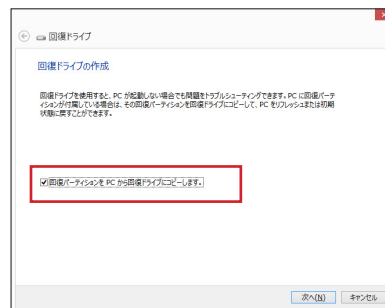 回復ドライブ
回復ドライブの作成
回復ドライブを使用すると、PC が起動しない場合でも問題をトラブルシューティングできます。PC に回復パーテ
ィションが付属している場合は、その回復パーティションを回復ドライブにコピーして、PC をリフレッシュまたは初期
状態に戻すことができます。
回復パーティションを PC から回復ドライブにコピーします。
次へ(N) キャンセル